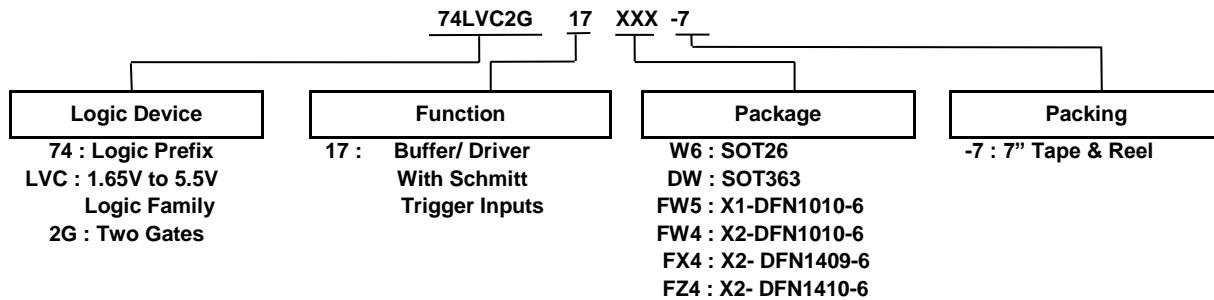 74LVC2G 17 XXX -7
Logic Device
74 : Logic Prefix
LVC : 1.65V to 5.5V
Logic Family
2G : Two Gates
Function
17 : Buffer/ Driver
With Schmitt
Trigger Inputs
Package
W6 : SOT26
DW : SOT363
FW5 : X1-DFN1010-6
FW4 : X2-DFN1010-6
FX4 : X2- DFN1409-6
FZ4 : X2- DFN1410-6
Packing
-7 : 7” Tape & Reel